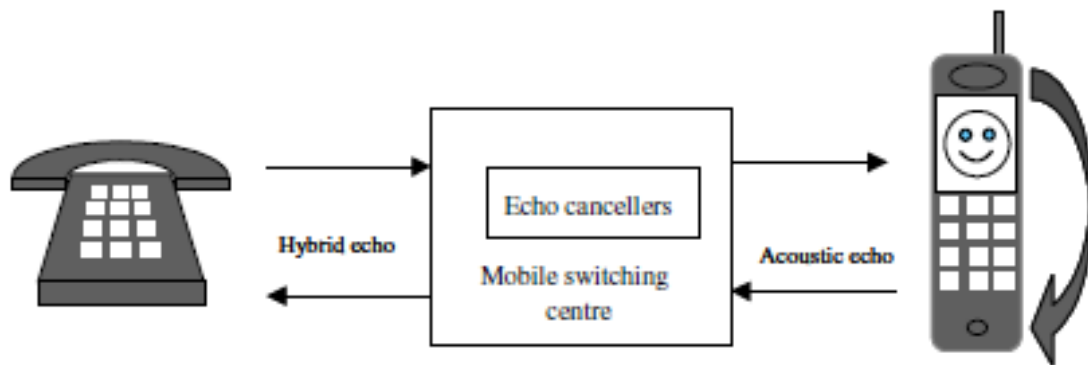 Echo cancellers
Hybrid echo
Acoustic echo
Mobile switching
centre